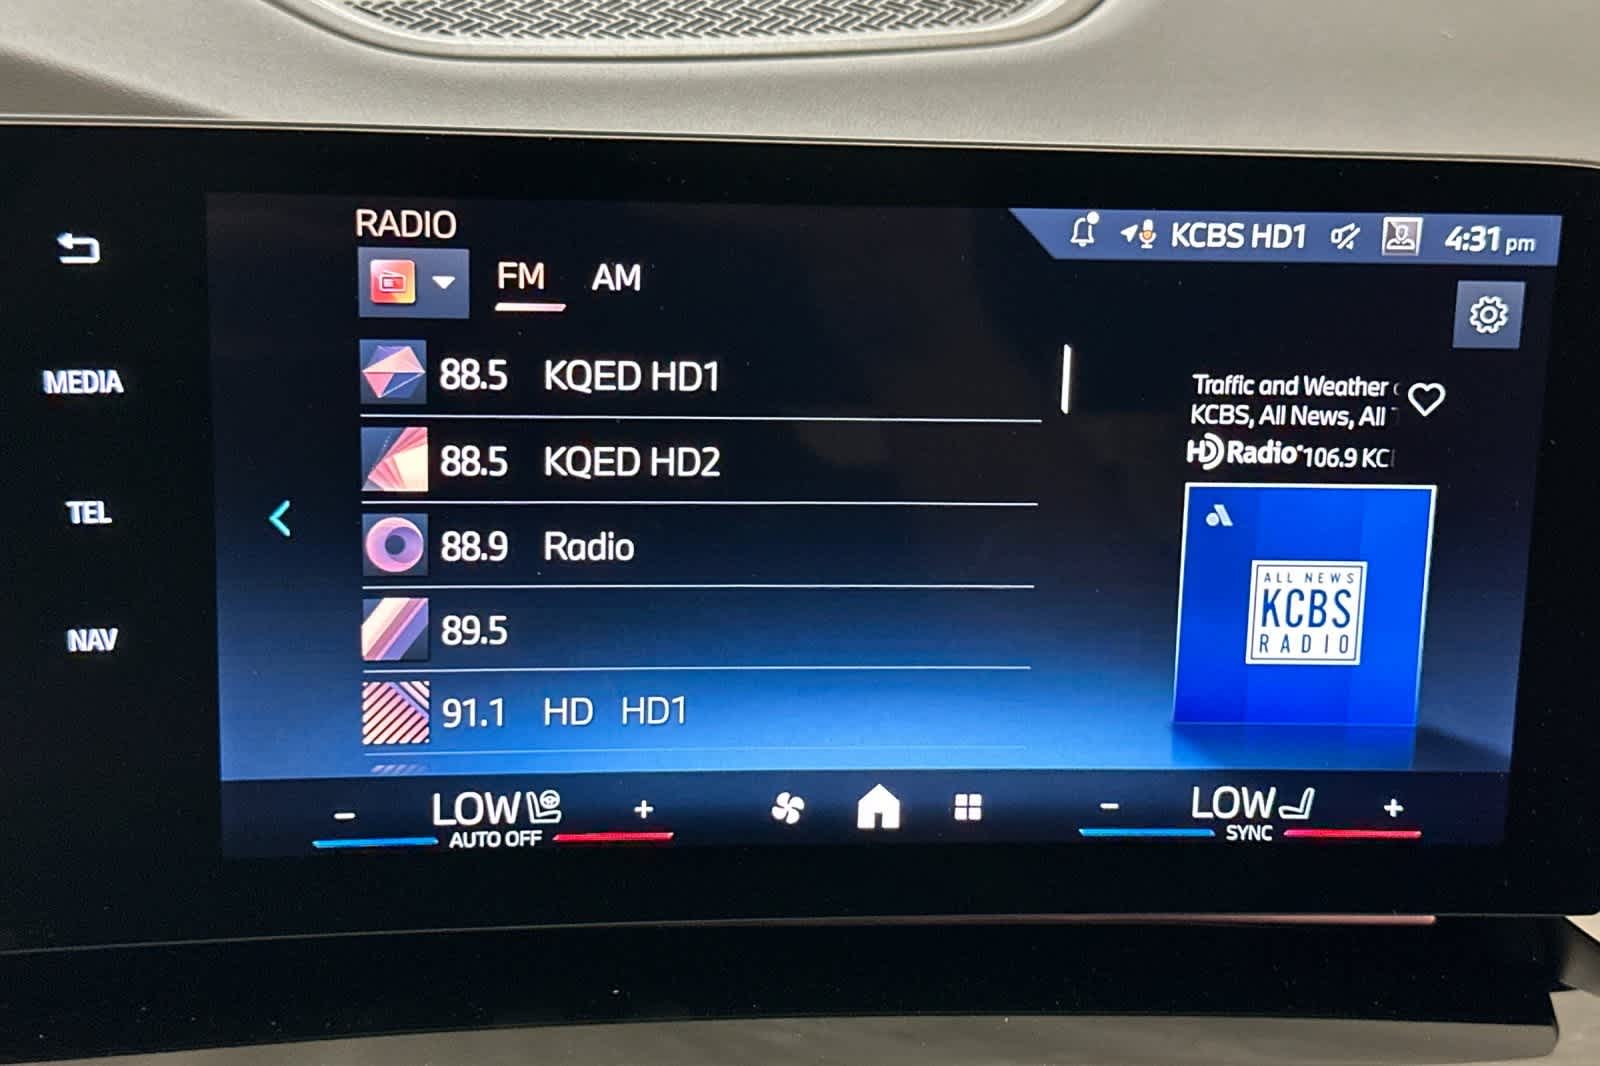 RADIO
KCBS HD1
4:31 pm
FM AM
88.5 KQED HD1
88.5 KQED HD2
88.9 Radio
89.5
91.1 HD HD1
MEDIA
TEL
NAV
Traffic and Weather
KCBS, All News, All
HD Radio 106.9 KC
ALL NEWS
KCBS
RADIO
- LOW +
AUTO OFF
- LOW +
SYNC